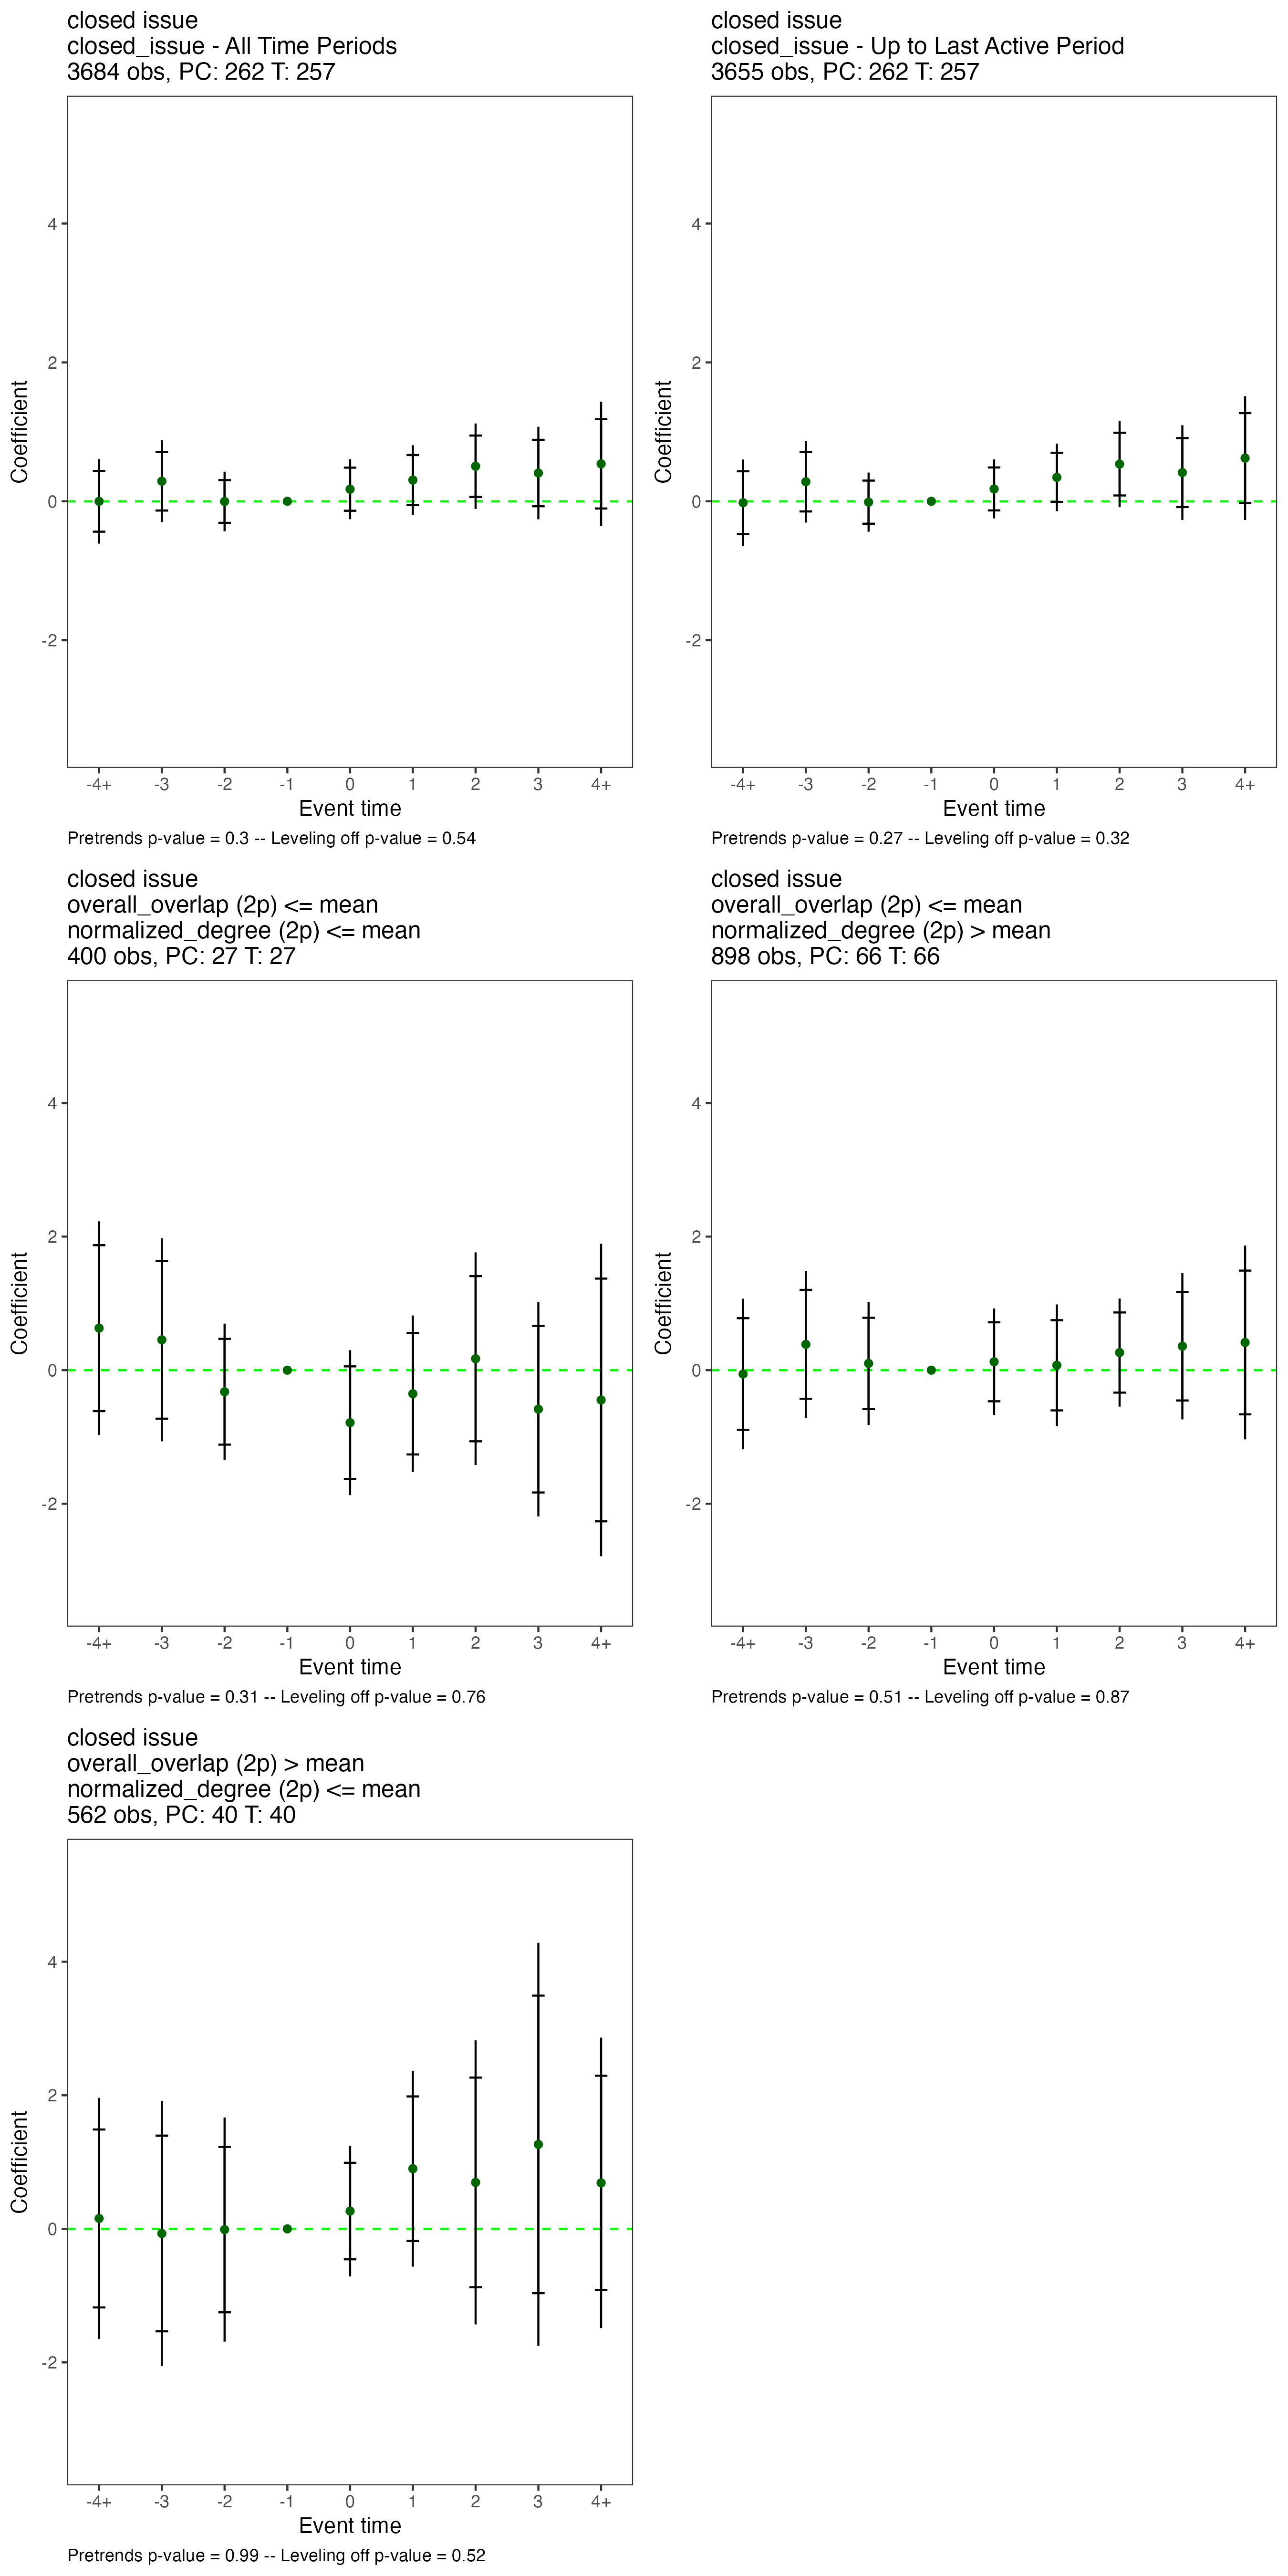 closed issue
closed_issue - All Time Periods
3684 obs, PC: 262 T: 257
Coefficient
4
2
0
-2
-4+ -3 -2 -1 0 1 2 3 4+
Event time
Pretrends p-value = 0.3 -- Leveling off p-value = 0.54
closed issue
closed_issue - Up to Last Active Period
3655 obs, PC: 262 T: 257
Coefficient
4
2
0
-2
-4+ -3 -2 -1 0 1 2 3 4+
Event time
Pretrends p-value = 0.27 -- Leveling off p-value = 0.32
closed issue
overall_overlap (2p) <= mean
normalized_degree (2p) <= mean
400 obs, PC: 27 T: 27
Coefficient
4
2
0
-2
-4+ -3 -2 -1 0 1 2 3 4+
Event time
Pretrends p-value = 0.31 -- Leveling off p-value = 0.76
closed issue
overall_overlap (2p) <= mean
normalized_degree (2p) > mean
898 obs, PC: 66 T: 66
Coefficient
4
2
0
-2
-4+ -3 -2 -1 0 1 2 3 4+
Event time
Pretrends p-value = 0.51 -- Leveling off p-value = 0.87
closed issue
overall_overlap (2p) > mean
normalized_degree (2p) <= mean
562 obs, PC: 40 T: 40
Coefficient
4
2
0
-2
-4+ -3 -2 -1 0 1 2 3 4+
Event time
Pretrends p-value = 0.99 -- Leveling off p-value = 0.52